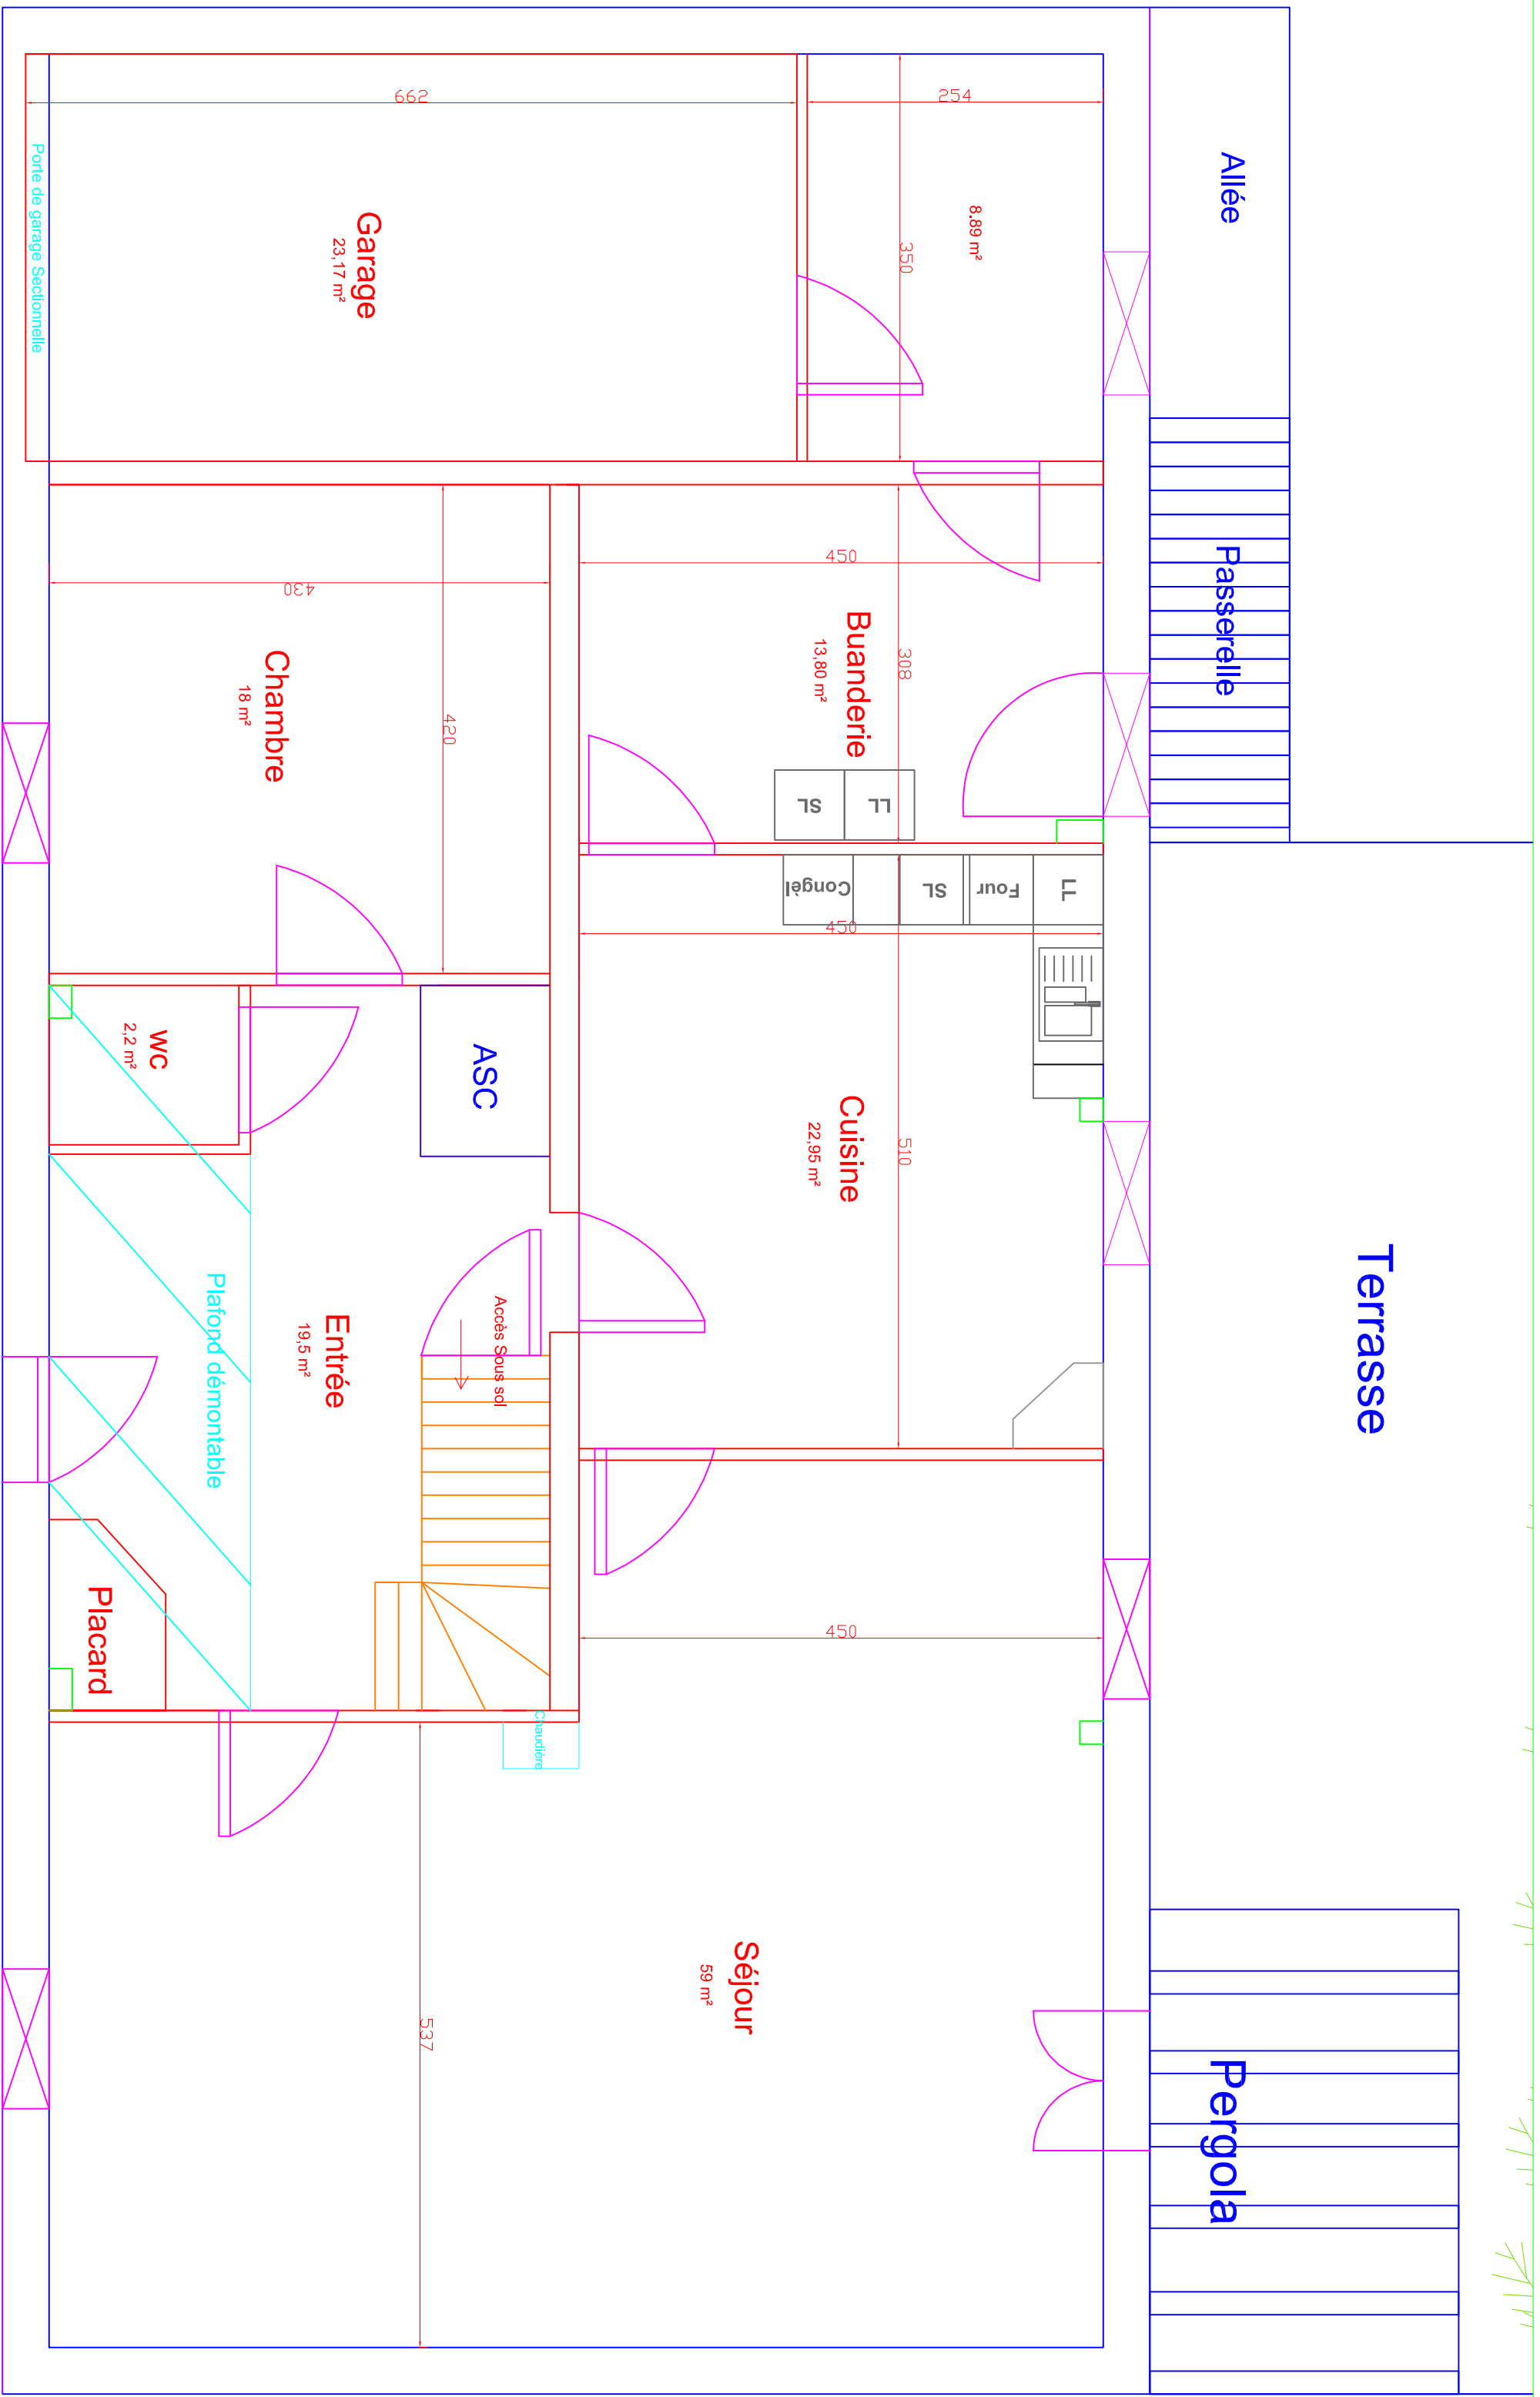 Terrasse
Allée
Passerelle
Pergola
254
8.89 m²
350
662
Garage
23,17 m²
Porte de garage Sectionnelle
450
308
Buanderie
13,80 m²
LL
SL
LL
Four
SL
Congèl
450
510
Cuisine
22,95 m²
430
420
Chambre
18 m²
ASC
wc
2,2 m²
Accès Sous sol
Entrée
19,5 m²
Plafond démontable
Placard
Chaudière
450
Séjour
59 m²
537